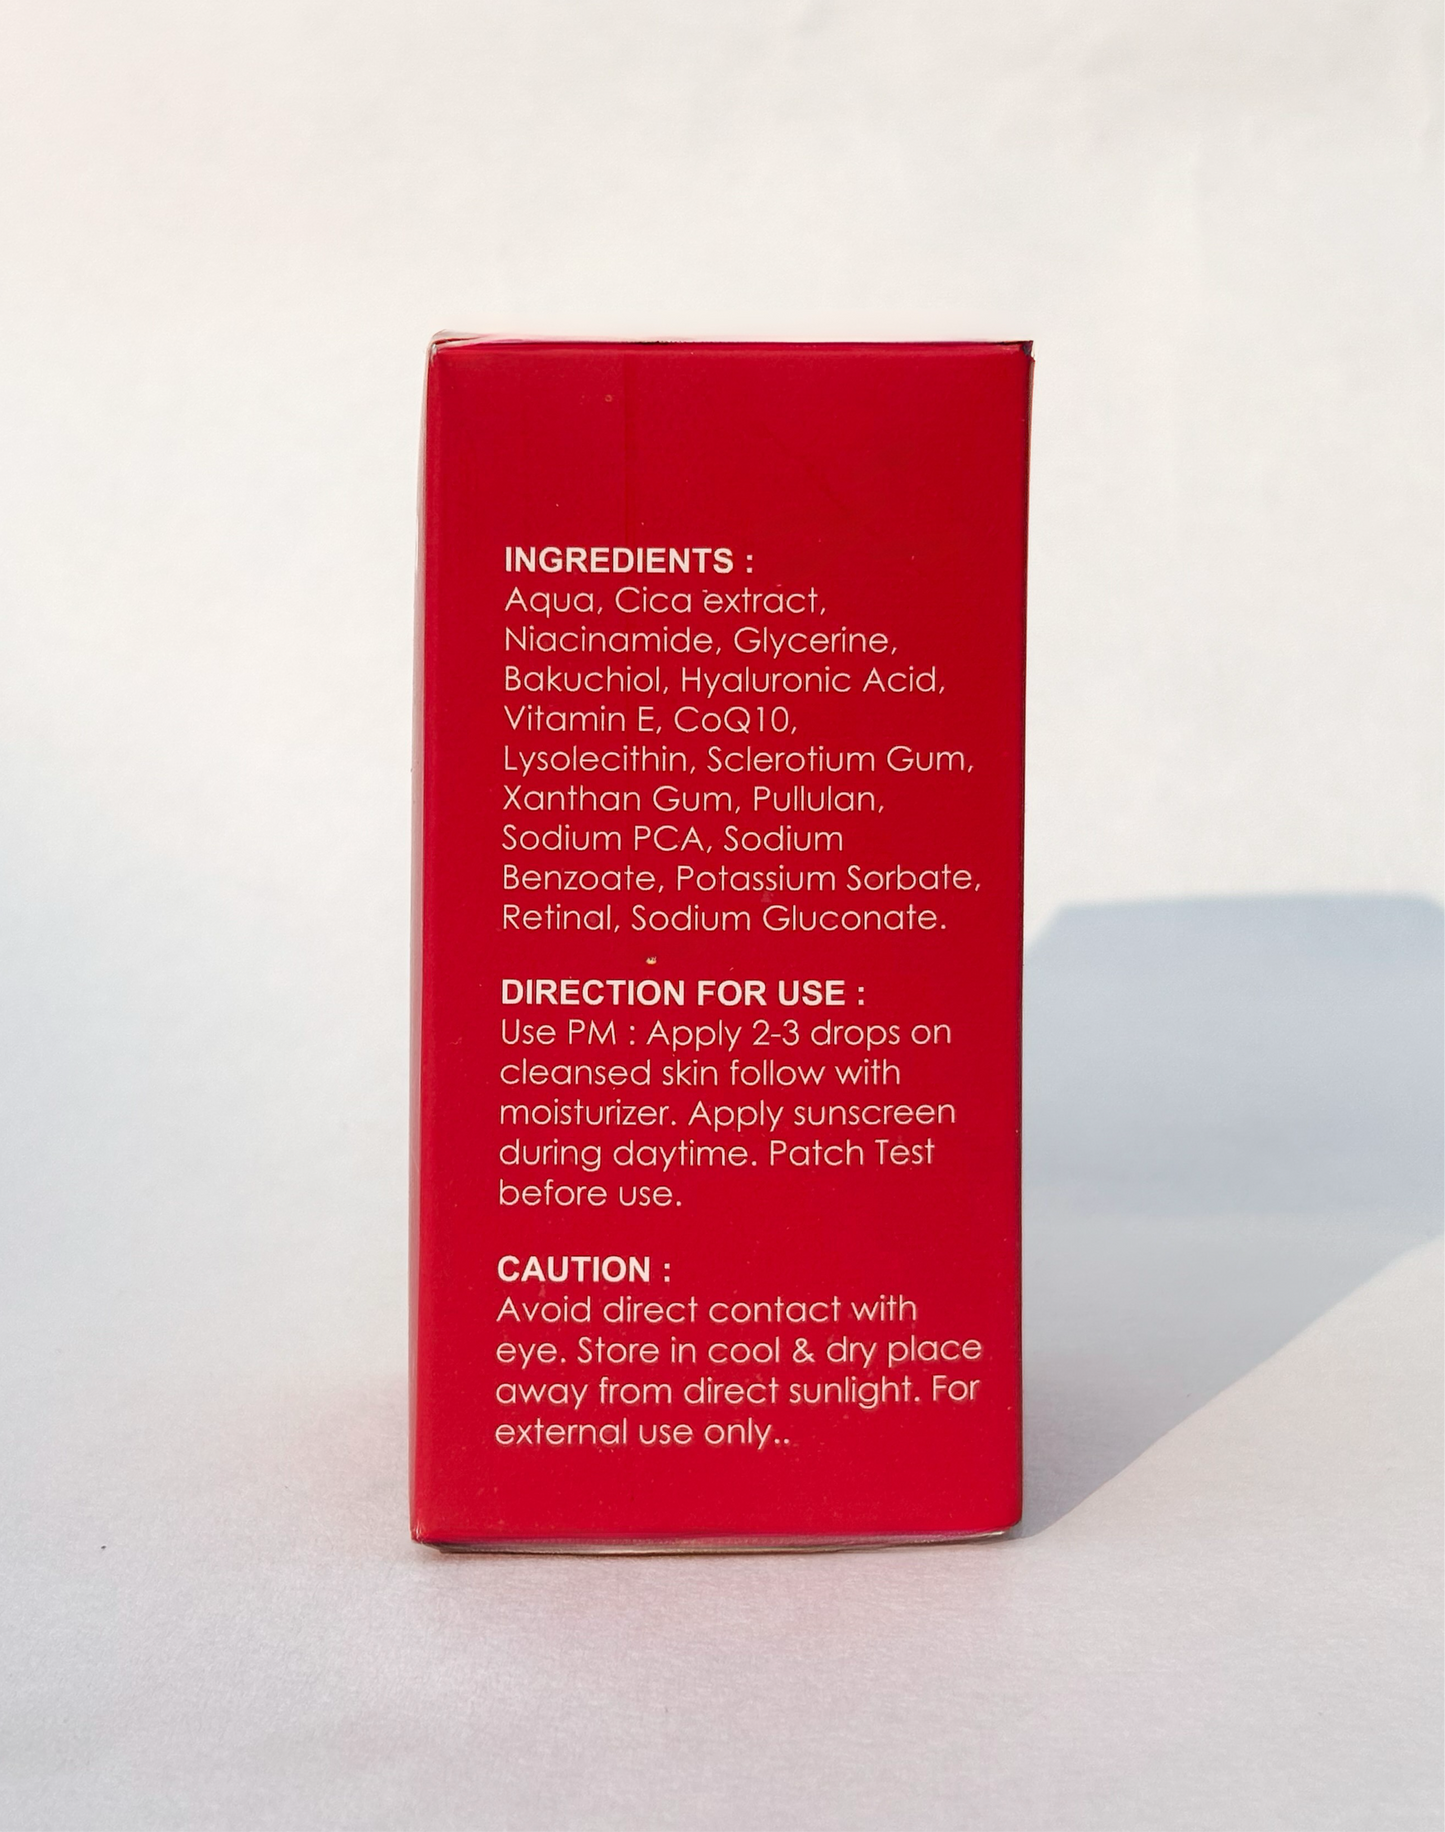 INGREDIENTS :
Aqua, Cica extract,
Niacinamide, Glycerine,
Bakuchiol, Hyaluronic Acid,
Vitamin E, CoQ10,
Lysolecithin, Sclerotium Gum,
Xanthan Gum, Pullulan,
Sodium PCA, Sodium
Benzoate, Potassium Sorbate,
Retinal, Sodium Gluconate.
DIRECTION FOR USE :
Use PM : Apply 2-3 drops on
cleansed skin follow with
moisturizer. Apply sunscreen
during daytime. Patch Test
before use.
CAUTION :
Avoid direct contact with
eye. Store in cool & dry place
away from direct sunlight. For
external use only..